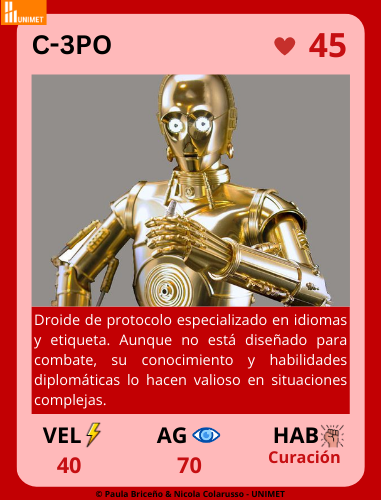 UNIMET
C-3PO
45
Droide de protocolo especializado en idiomas
y etiqueta. Aunque no está diseñado para
combate, su conocimiento y habilidades
diplomáticas lo hacen valioso en situaciones
complejas.
VEL AG HAB
40 70 Curación
© Paula Briceño & Nicola Colarusso - UNIMET